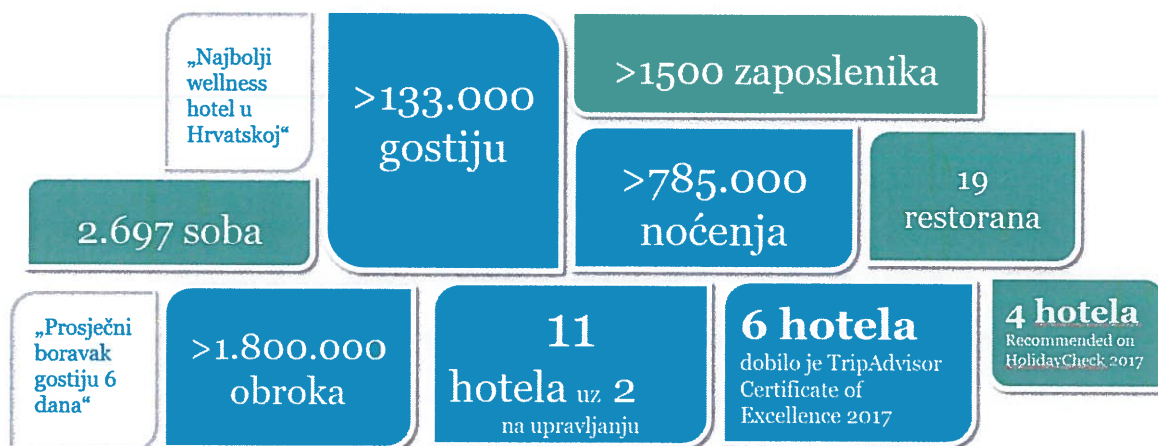 „Najbolji
wellness
hotel u
Hrvatskoj“
>133.000
gostiju
>1500 zaposlenika
2.697 soba
>785.000
noćenja
19
restorana
„Prosječni
boravak
gostiju 6
dana“
>1.800.000
obroka
11
hotela uz 2
na upravljanju
6 hotela
dobilo je TripAdvisor
Certificate of
Excellence 2017
4 hotela
Recommended on
HolidayCheck 2017